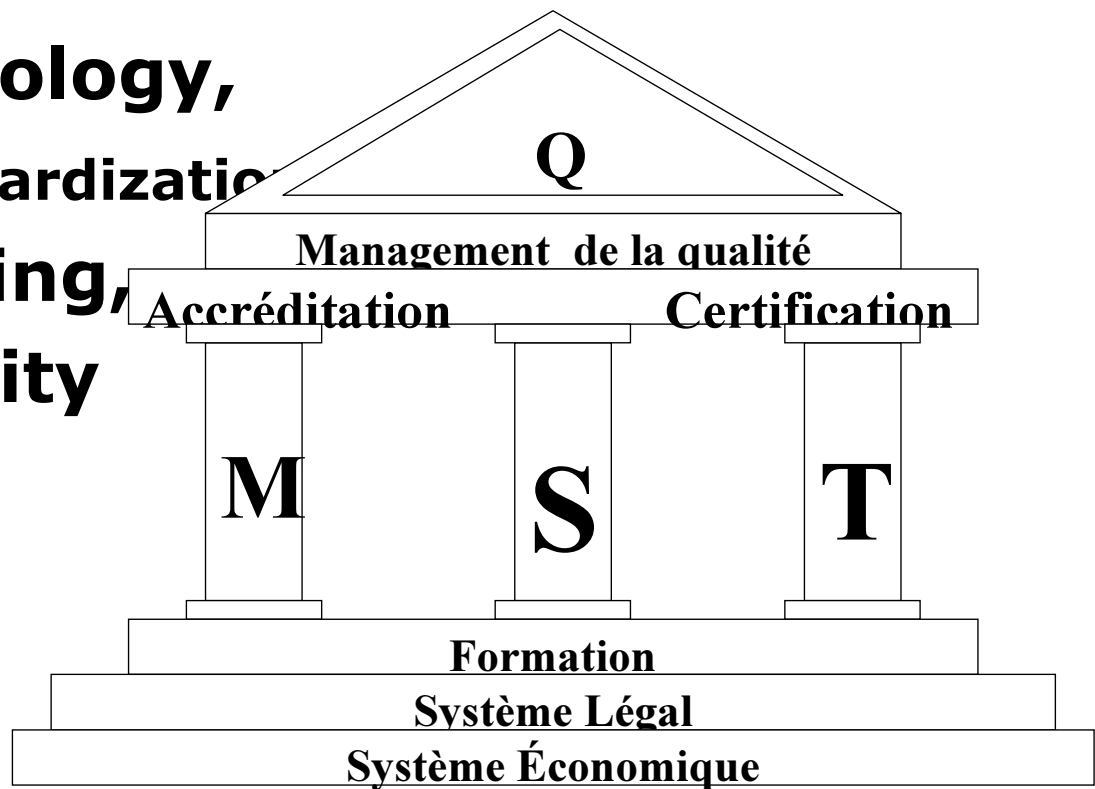 ology,
ardizatio
ing,
ity
Q
Management de la qualité
Accréditation Certification
M S T
Formation
Système Légal
Système Économique